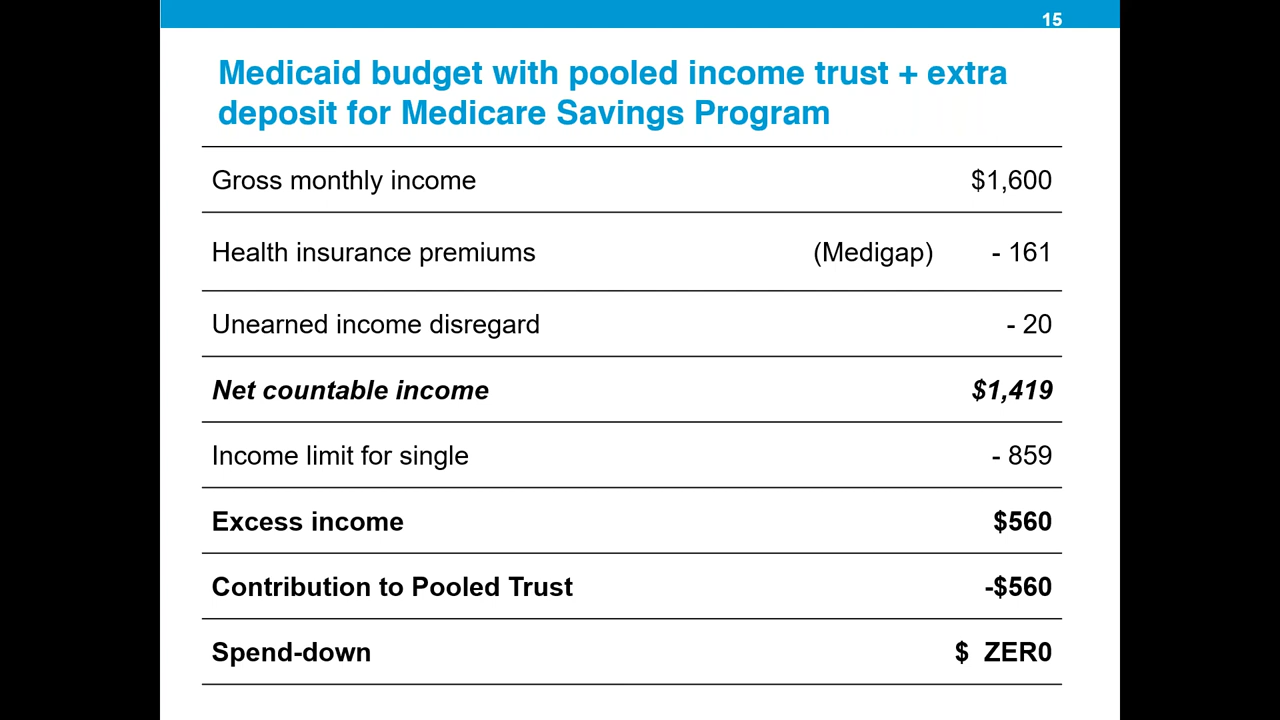 15
Medicaid budget with pooled income trust + extra
deposit for Medicare Savings Program
Gross monthly income $1,600
Health insurance premiums (Medigap) - 161
Unearned income disregard - 20
Net countable income $1,419
Income limit for single - 859
Excess income $560
Contribution to Pooled Trust -$560
Spend-down $ ZER0